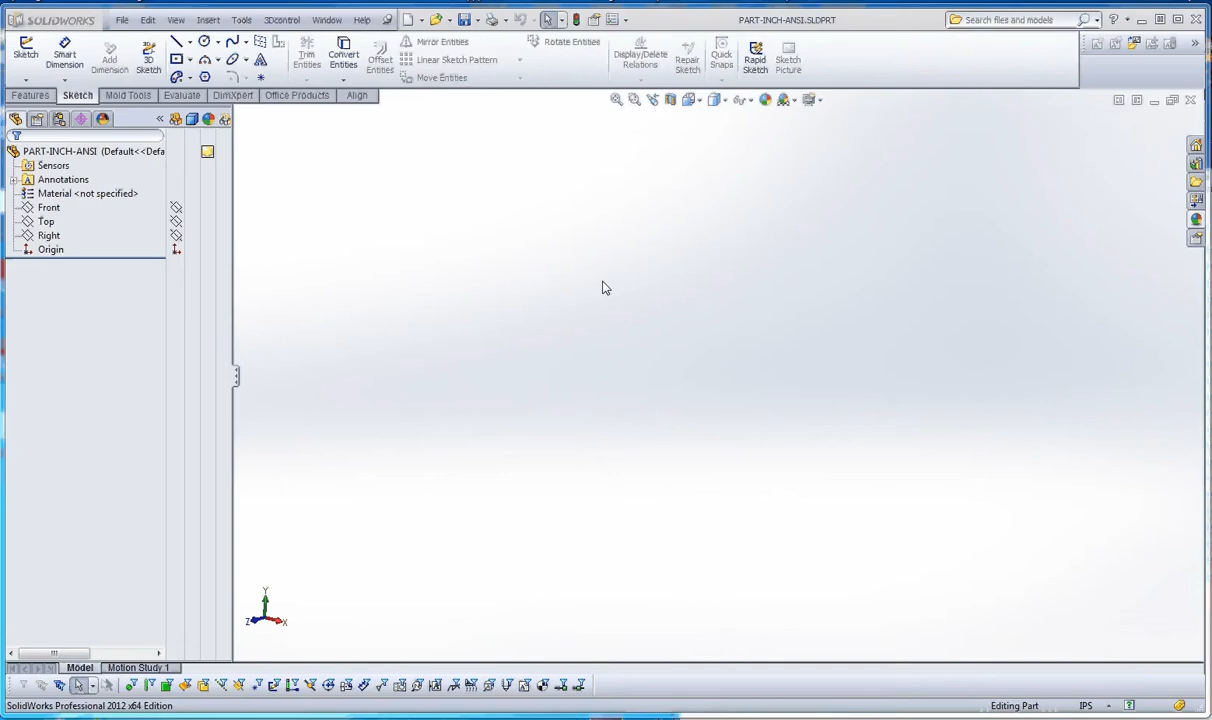 SOLIDWORKS File Edit View Insert Tools 3Dcontrol Window Help PART-INCH-ANSI.SLDPRT Search files and models
Sketch Smart Dimension Add Dimension 3D Sketch Trim Entities Convert Entities Offset Entities Mirror Entities Rotate Entities Display/Delete Relations Repair Sketch Quick Snaps Rapid Sketch Sketch Picture
Linear Sketch Pattern
Move Entities
Features Sketch Mold Tools Evaluate DimXpert Office Products Align
PART-INCH-ANSI (Default<<Defa
Sensors
Annotations
Material <not specified>
Front
Top
Right
Origin
Y
Z X
Model Motion Study 1
SolidWorks Professional 2012 x64 Edition Editing Part IPS